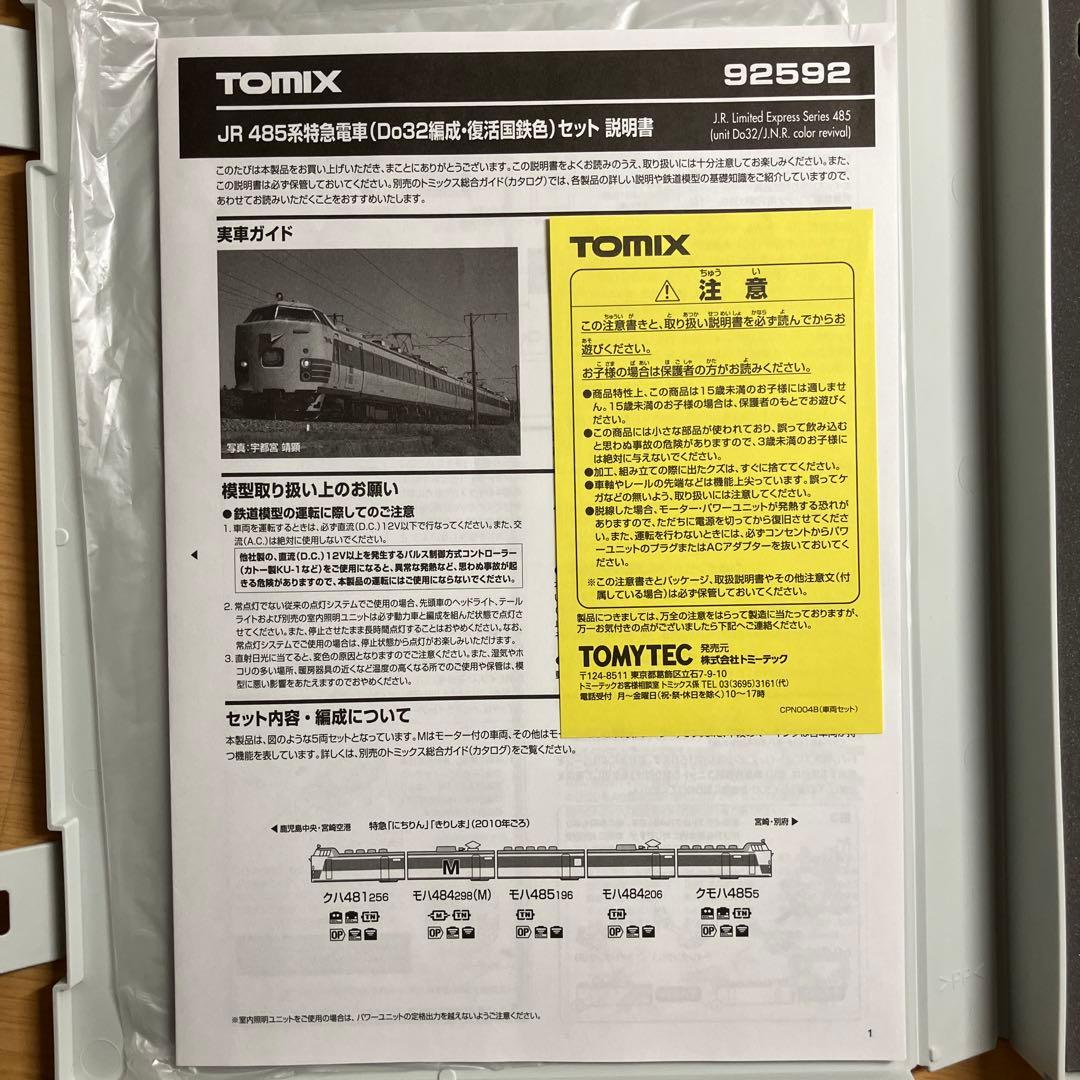 TOMIX
92592
JR 485系特急電車(Do32編成・復活国鉄色)セット 説明書
J.R. Limited Express Series 485
(unit Do32/J.N.R. color revival)
このたびは本製品をお買い上げいただき、まことにありがとうございます。この説明書をよくお読みのうえ、取り扱いには十分注意してお楽しみください。また、
この説明書は必ず保管しておいてください。別売のトミックス総合ガイド(カタログ)では、各製品の詳しい説明や鉄道模型の基礎知識をご紹介していますので、
あわせてお読みいただくことをおすすめいたします。
実車ガイド
写真:宇都宮 靖顕
模型取り扱い上のお願い
●鉄道模型の運転に際してのご注意
1. 車両を運転するときは、必ず直流(D.C.)12V以下で行なってください。また、交
流(A.C.)は絶対に使用しないでください。
他社製の、直流(D.C.)12V以上を発生するパルス制御方式コントローラー
(カトー製KU-1など)をご使用になると、異常な発熱など、思わぬ事故が起
きる危険がありますので、本製品の運転にはご使用にならないでください。
2. 常点灯でない従来の点灯システムでご使用の場合、先頭車のヘッドライト、テール
ライトおよび別売の室内照明ユニットは必ず動力車と編成を組んだ状態で点灯さ
せてください。また、停止させたまま長時間点灯することはおやめください。なお、
常点灯システムでご使用の場合は、停止状態から点灯がお楽しみいただけます。
3. 直射日光に当てると、変色の原因となりますのでご注意ください。また、湿気やホ
コリの多い場所、暖房器具の近くなど温度の高くなる所でのご使用や保管は、模
型に悪い影響をあたえますのでおやめください。
セット内容・編成について
本製品は、図のような5両セットとなっています。Mはモーター付の車両、その他はモー
つ機能を表しています。詳しくは、別売のトミックス総合ガイド(カタログ)をご覧ください。
TOMIX
ちゅう い
⚠ 注 意
ちゅうい が と あつか せつ めい しょ かなら よ
この注意書きと、取り扱い説明書を必ず読んでからお
あそ
遊びください。
こ さま ば あい ほ ご しゃ かた よ
お子様の場合は保護者の方がお読みください。
●商品特性上、この商品は15歳未満のお子様には適しませ
ん。15歳未満のお子様の場合は、保護者のもとでお遊びく
ださい。
●この商品には小さな部品が使われており、誤って飲み込む
と思わぬ事故の危険がありますので、3歳未満のお子様に
は絶対に与えないでください。
●加工、組み立ての際に出たクズは、すぐに捨ててください。
●車軸やレールの先端などは機能上尖っています。誤ってケ
ガなどの無いよう、取り扱いには注意してください。
●脱線した場合、モーター・パワーユニットが発熱する恐れが
ありますので、ただちに電源を切ってから復旧させてくださ
い。また、運転を行わないときには、必ずコンセントからパワ
ーユニットのプラグまたはACアダプターを抜いておいてく
ださい。
※この注意書きとパッケージ、取扱説明書やその他注意文(付
属している場合)は必ず保管しておいてください。
製品につきましては、万全の注意をはらって製造に当たっておりますが、
万一お気付きの点がございましたら下記へご連絡ください。
TOMYTEC 発売元 株式会社トミーテック
〒124-8511 東京都葛飾区立石7-9-10
トミーテックお客様相談室 トミックス係 TEL 03(3695)3161(代)
電話受付 月〜金曜日(祝・祭・休日を除く)10〜17時
CPN004B(車両セット)
◀ 鹿児島中央・宮崎空港 特急「にちりん」「きりしま」(2010年ごろ) 宮崎・別府 ▶
M
クハ481 256 モハ484 298(M) モハ485 196 モハ484 206 クモハ485 5
TN M TN TN TN TN
OP OP OP OP OP
※室内照明ユニットをご使用の場合は、パワーユニットの定格出力を越えないようご注意ください。
1
>PP<